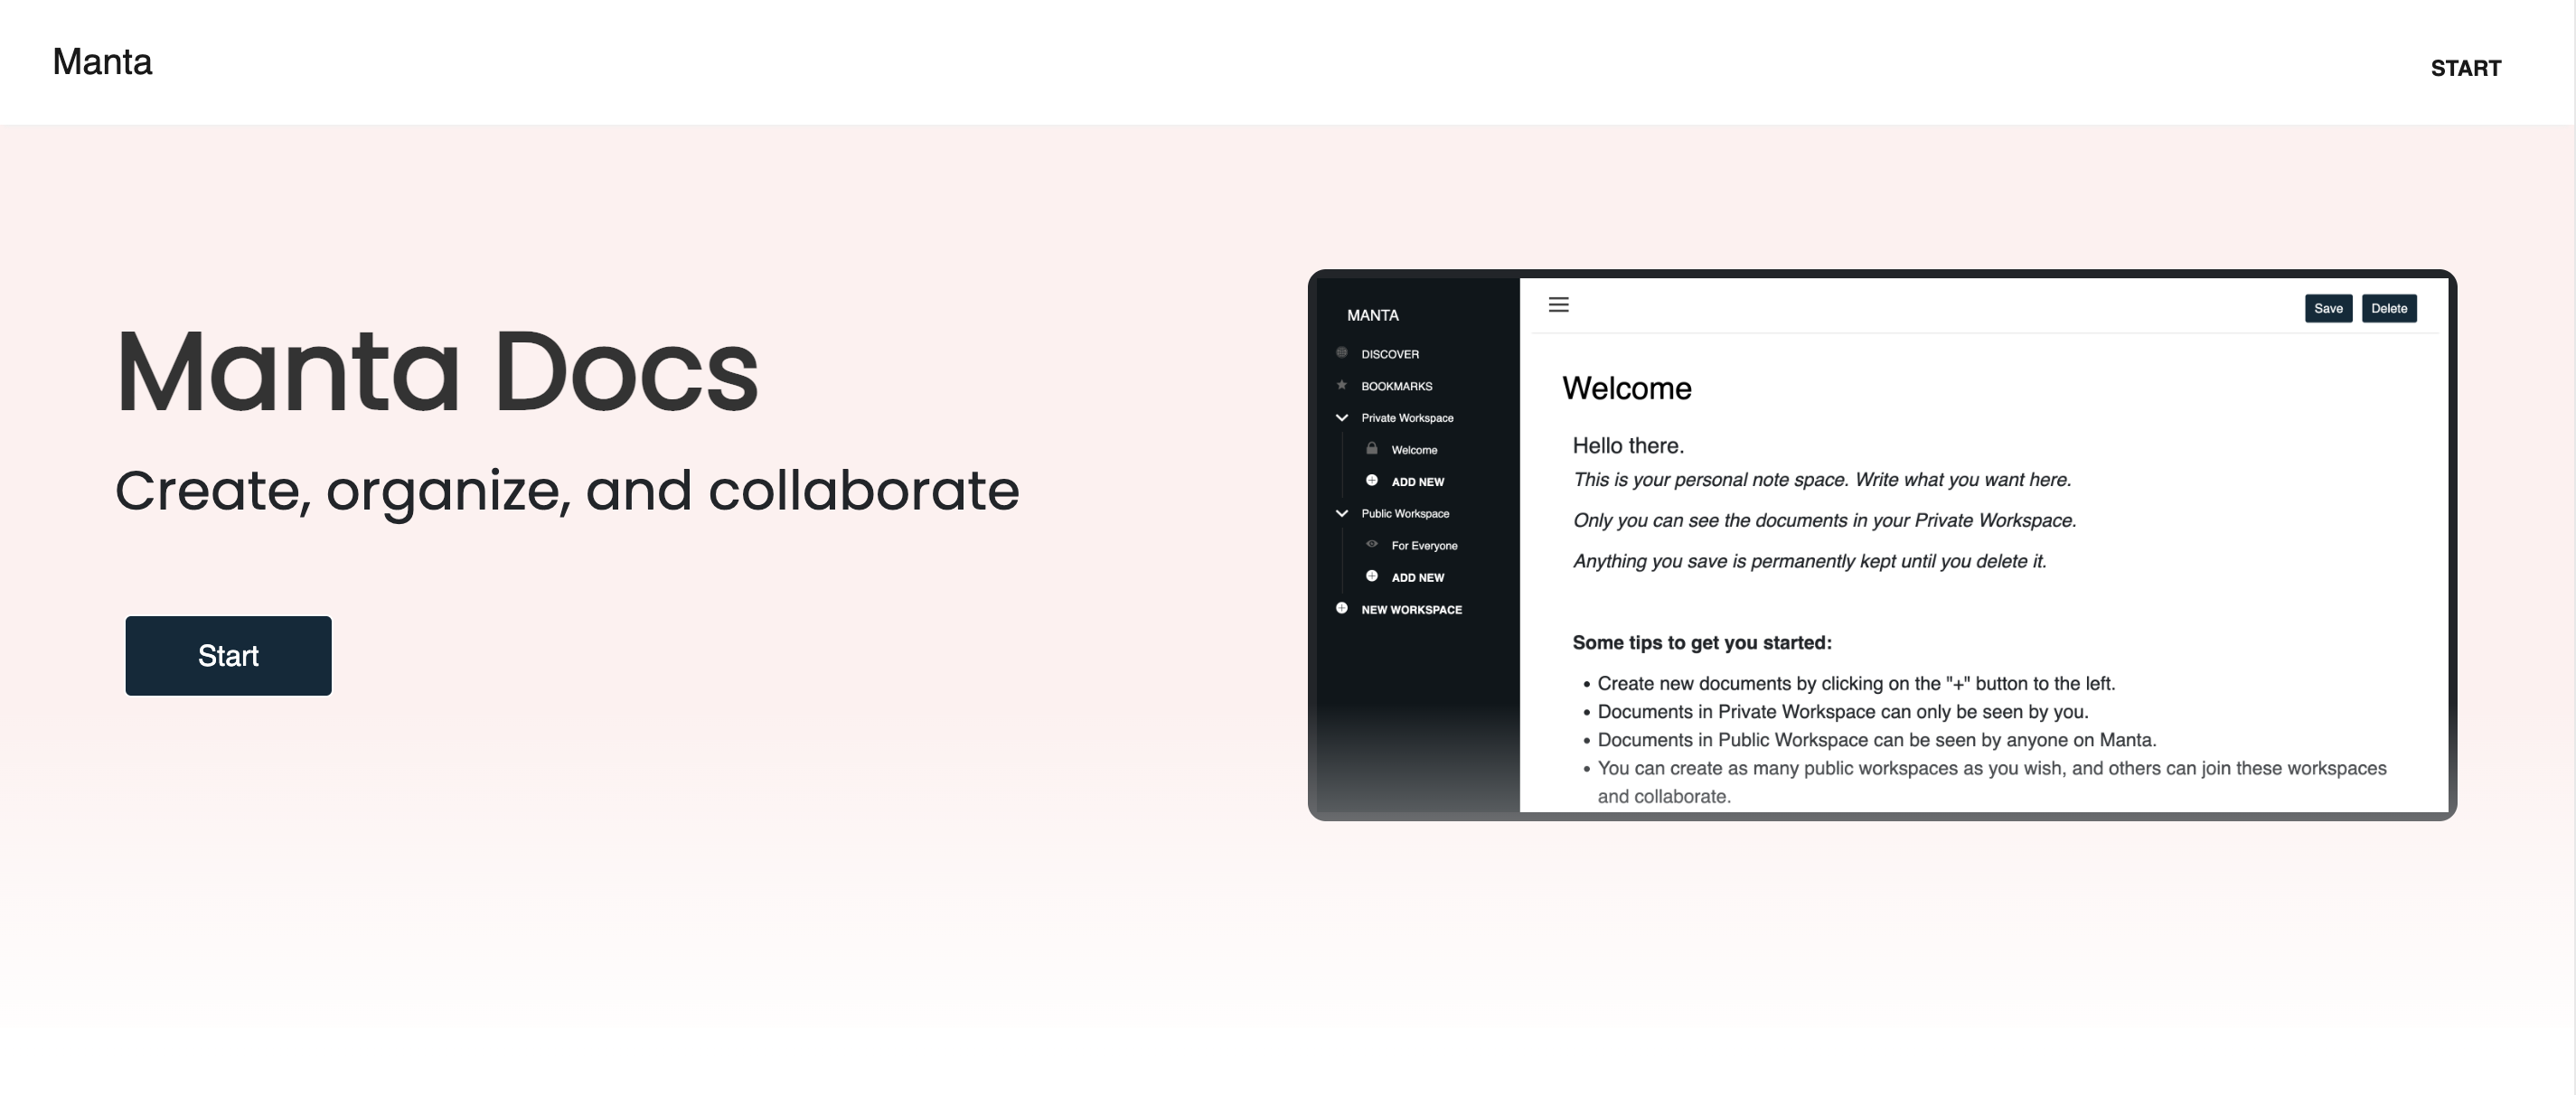 Manta
START
Manta Docs
Create, organize, and collaborate
Start
MANTA
DISCOVER
BOOKMARKS
Private Workspace
Welcome
ADD NEW
Public Workspace
For Everyone
ADD NEW
NEW WORKSPACE
Save Delete
Welcome
Hello there.
This is your personal note space. Write what you want here.
Only you can see the documents in your Private Workspace.
Anything you save is permanently kept until you delete it.
Some tips to get you started:
• Create new documents by clicking on the "+" button to the left.
• Documents in Private Workspace can only be seen by you.
• Documents in Public Workspace can be seen by anyone on Manta.
• You can create as many public workspaces as you wish, and others can join these workspaces
and collaborate.